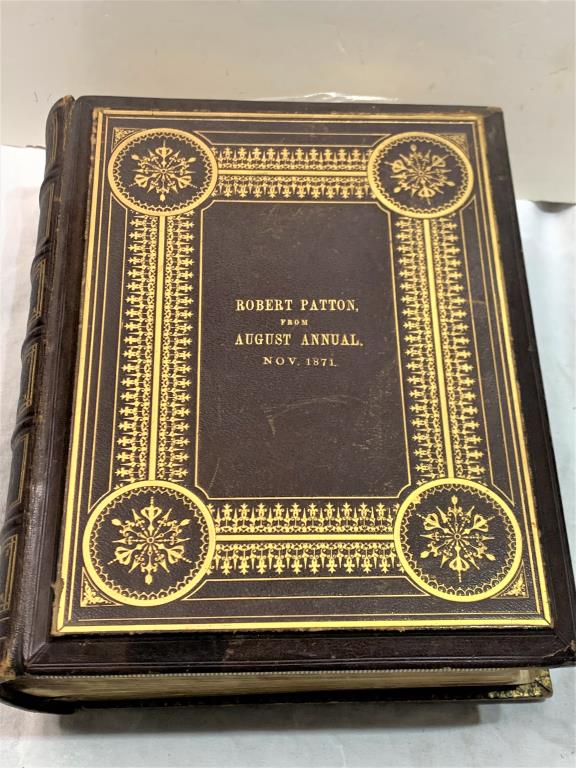 ROBERT PATTON,
FROM
AUGUST ANNUAL.
NOV. 1871.